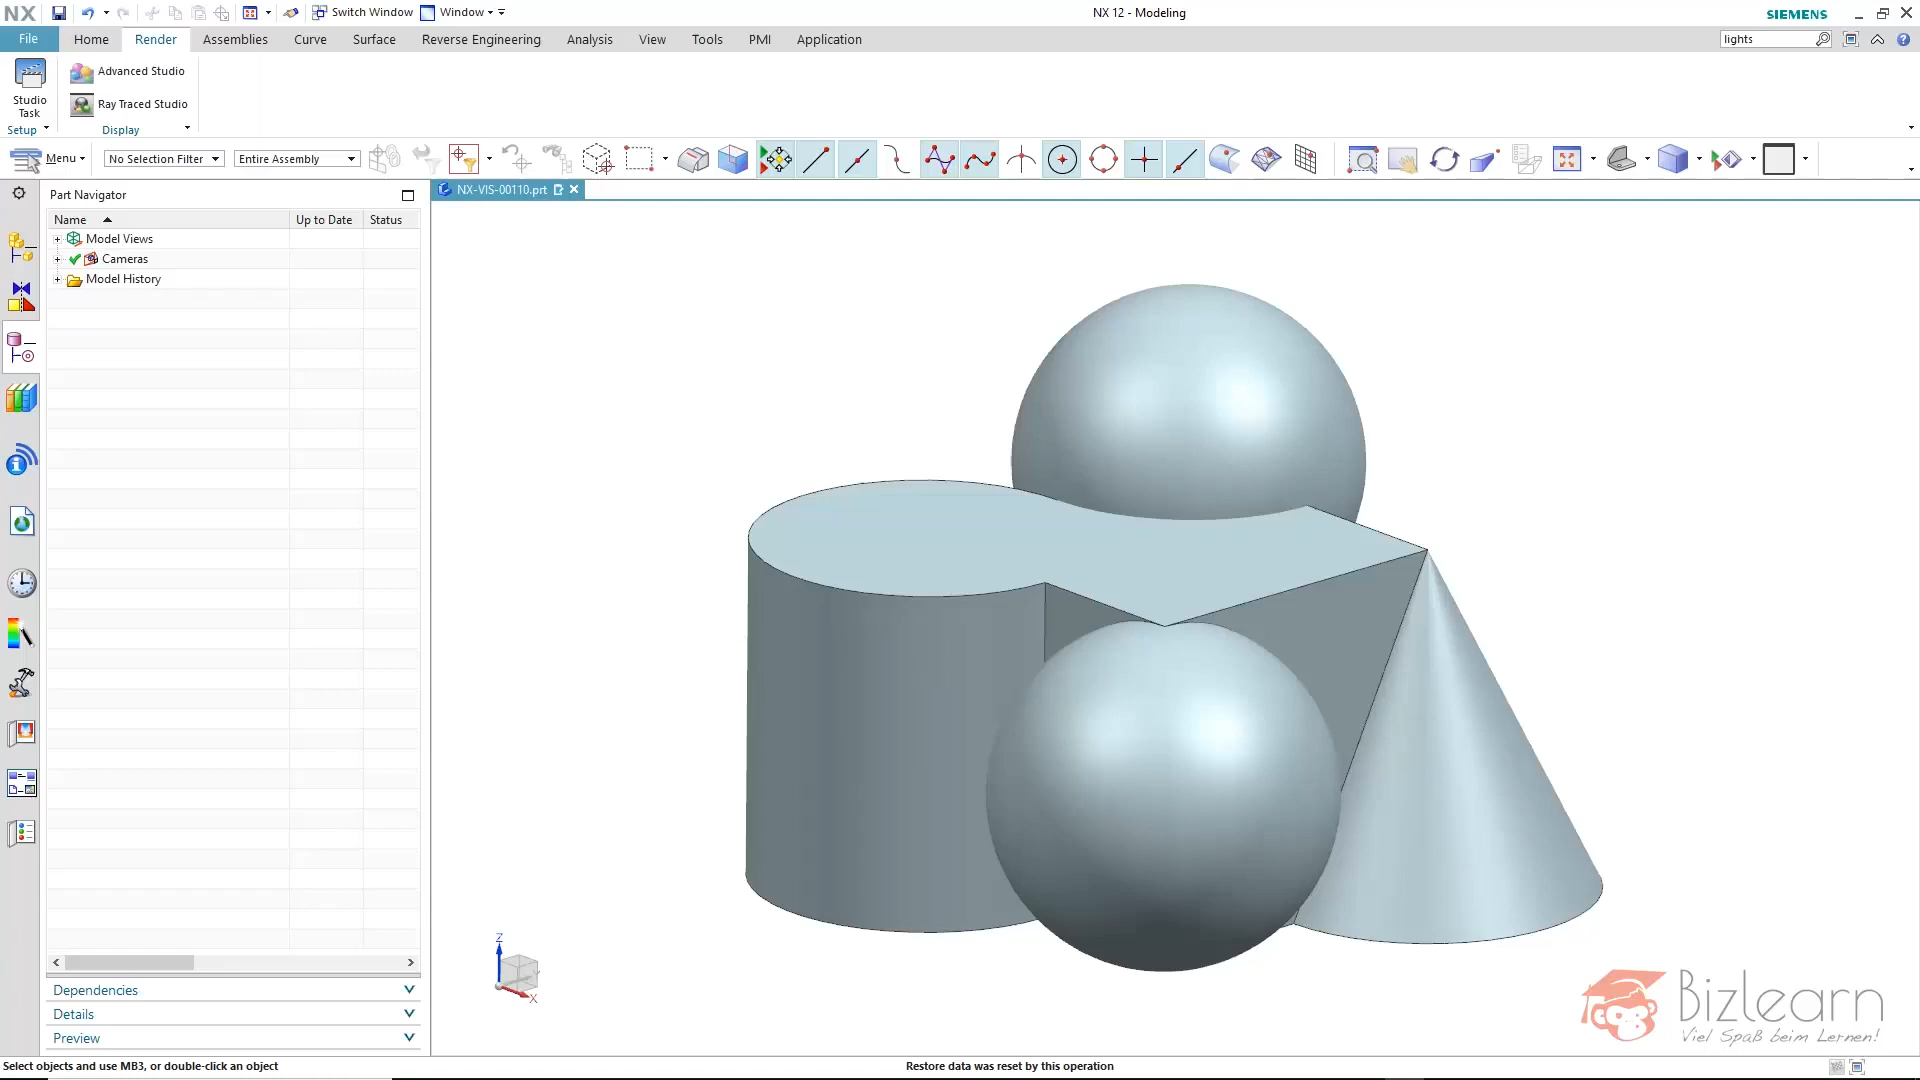 NX
Switch Window
Window
NX 12 - Modeling
SIEMENS
File
Home
Render
Assemblies
Curve
Surface
Reverse Engineering
Analysis
View
Tools
PMI
Application
lights
Studio
Task
Advanced Studio
Ray Traced Studio
Setup
Display
Menu
No Selection Filter
Entire Assembly
Part Navigator
NX-VIS-00110.prt
Name
Up to Date
Status
Model Views
Cameras
Model History
Z
X
Dependencies
Details
Preview
Bizlearn
Viel Spaß beim Lernen!
Select objects and use MB3, or double-click an object
Restore data was reset by this operation